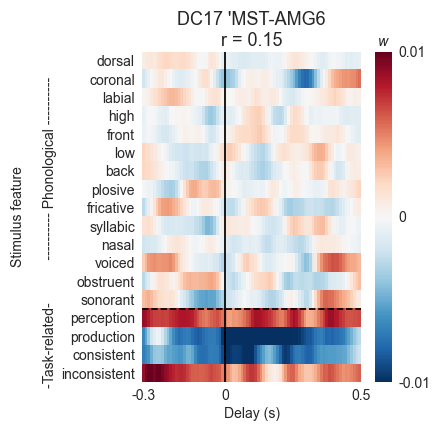 DC17 'MST-AMG6
r = 0.15
w
dorsal
coronal
labial
high
front
low
back
plosive
fricative
syllabic
nasal
voiced
obstruent
sonorant
perception
production
consistent
inconsistent
Stimulus feature
-Task-related- ---------- Phonological ----------
0.01
0
-0.01
-0.3 0 0.5
Delay (s)